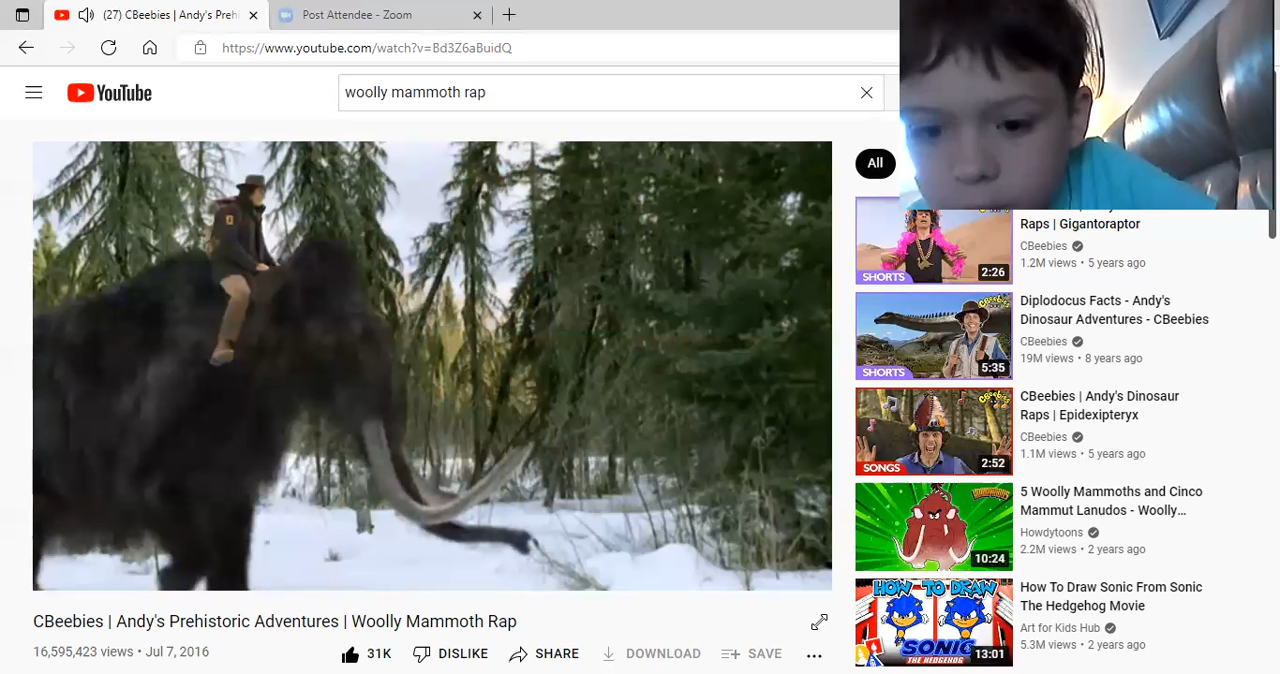 (27) CBeebies | Andy's Preh
Post Attendee - Zoom
https://www.youtube.com/watch?v=Bd3Z6aBuidQ
YouTube
woolly mammoth rap
All
Raps | Gigantoraptor
CBeebies
1.2M views • 5 years ago
SHORTS
2:26
Diplodocus Facts - Andy's
Dinosaur Adventures - CBeebies
CBeebies
19M views • 8 years ago
CBeebies
SHORTS
5:35
CBeebies | Andy's Dinosaur
Raps | Epidexipteryx
CBeebies
1.1M views • 5 years ago
CBeebies
SONGS
2:52
5 Woolly Mammoths and Cinco
Mammut Lanudos - Woolly...
Howdytoons
2.2M views • 2 years ago
10:24
How To Draw Sonic From Sonic
The Hedgehog Movie
Art for Kids Hub
5.3M views • 2 years ago
HOW TO DRAW
SONIC
THE HEDGEHOG
13:01
CBeebies | Andy's Prehistoric Adventures | Woolly Mammoth Rap
16,595,423 views • Jul 7, 2016
31K
DISLIKE
SHARE
DOWNLOAD
SAVE